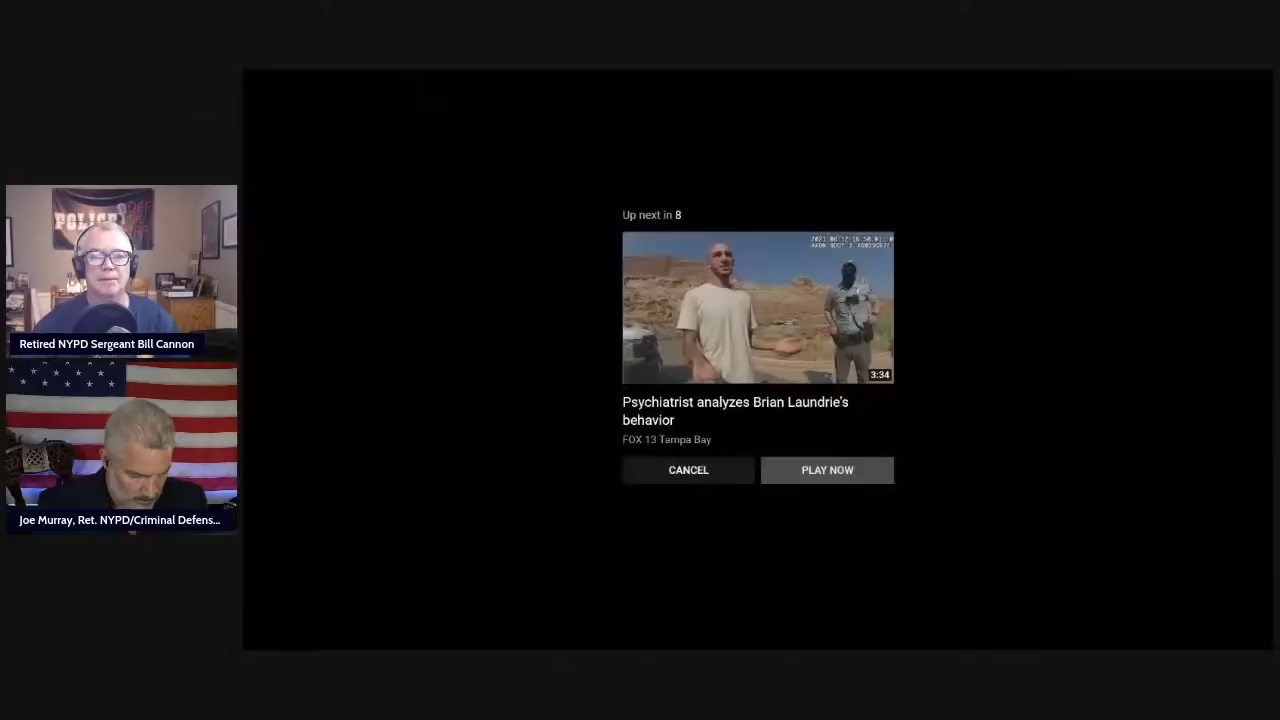 Up next in 8
3:34
Psychiatrist analyzes Brian Laundrie's
behavior
FOX 13 Tampa Bay
CANCEL
PLAY NOW
POLICE
Retired NYPD Sergeant Bill Cannon
Joe Murray, Ret. NYPD/Criminal Defens...